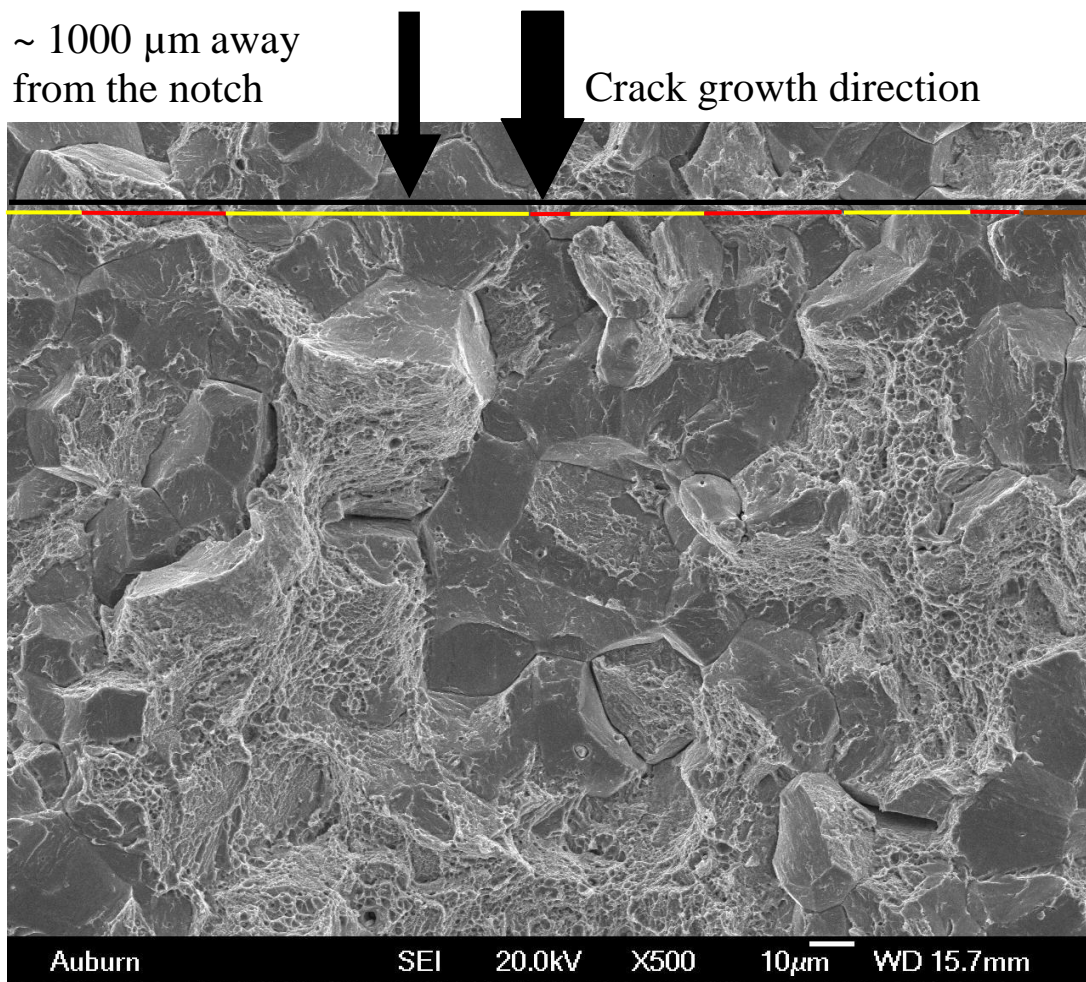 ~ 1000 µm away
from the notch
Crack growth direction
Auburn SEI 20.0kV X500 10µm WD 15.7mm